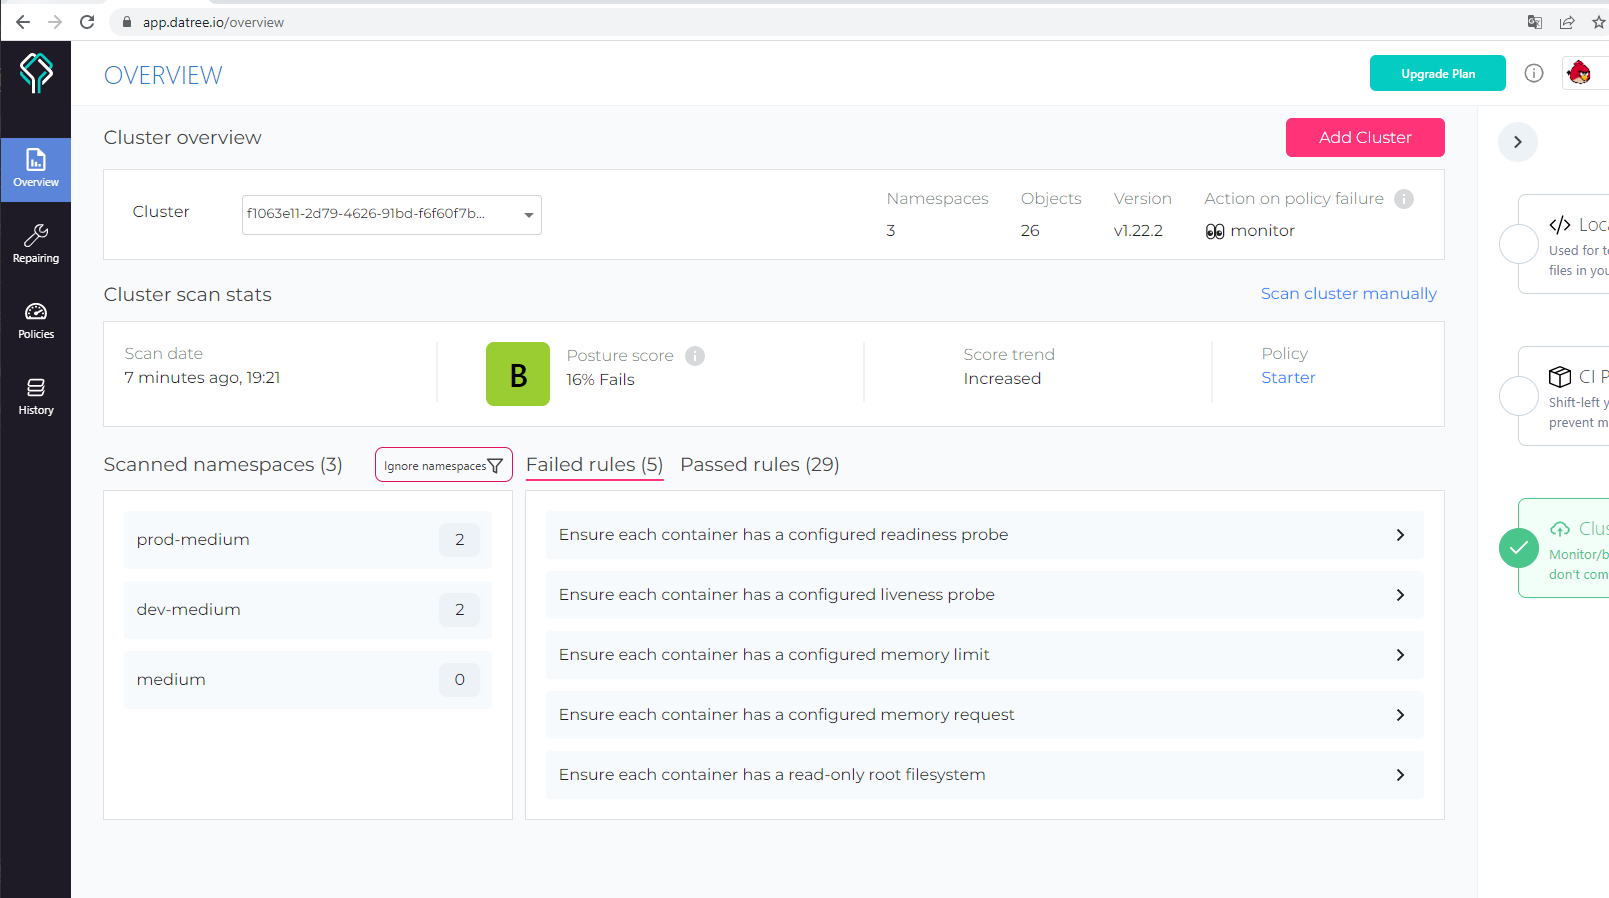 app.datree.io/overview
OVERVIEW
Upgrade Plan
Overview
Repairing
Policies
History
Cluster overview
Add Cluster
Cluster
f1063e11-2d79-4626-91bd-f6f60f7b...
Namespaces
3
Objects
26
Version
v1.22.2
Action on policy failure
monitor
Cluster scan stats
Scan cluster manually
Scan date
7 minutes ago, 19:21
B
Posture score
16% Fails
Score trend
Increased
Policy
Starter
Scanned namespaces (3)
Ignore namespaces
prod-medium
2
dev-medium
2
medium
0
Failed rules (5)
Passed rules (29)
Ensure each container has a configured readiness probe
Ensure each container has a configured liveness probe
Ensure each container has a configured memory limit
Ensure each container has a configured memory request
Ensure each container has a read-only root filesystem
Used for
files in you
CI
Shift-left
prevent
don't